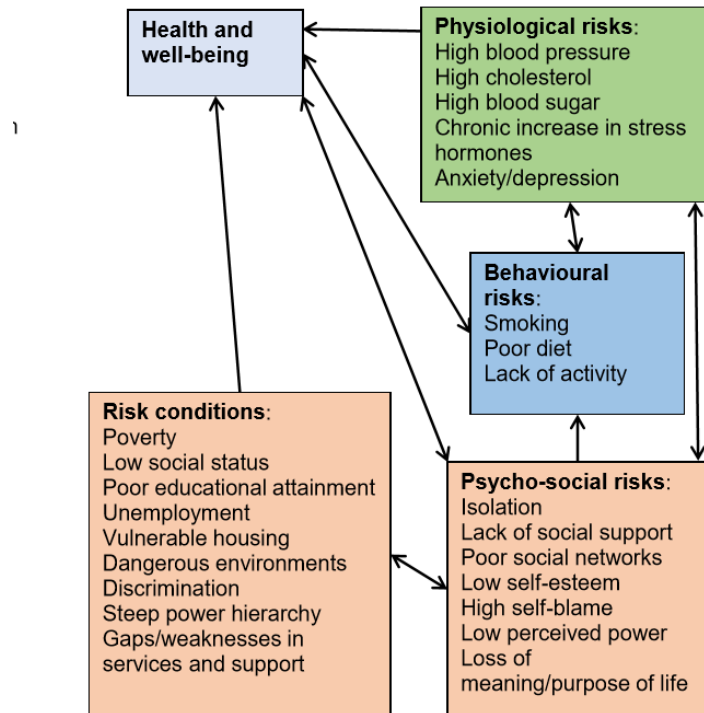 Health and
well-being
Physiological risks:
High blood pressure
High cholesterol
High blood sugar
Chronic increase in stress
hormones
Anxiety/depression
Behavioural
risks:
Smoking
Poor diet
Lack of activity
Risk conditions:
Poverty
Low social status
Poor educational attainment
Unemployment
Vulnerable housing
Dangerous environments
Discrimination
Steep power hierarchy
Gaps/weaknesses in
services and support
Psycho-social risks:
Isolation
Lack of social support
Poor social networks
Low self-esteem
High self-blame
Low perceived power
Loss of
meaning/purpose of life